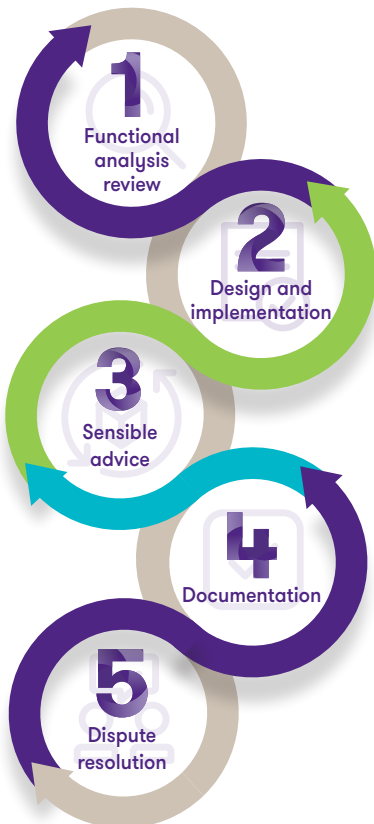 1
Functional
analysis
review
2
Design and
implementation
3
Sensible
advice
4
Documentation
5
Dispute
resolution